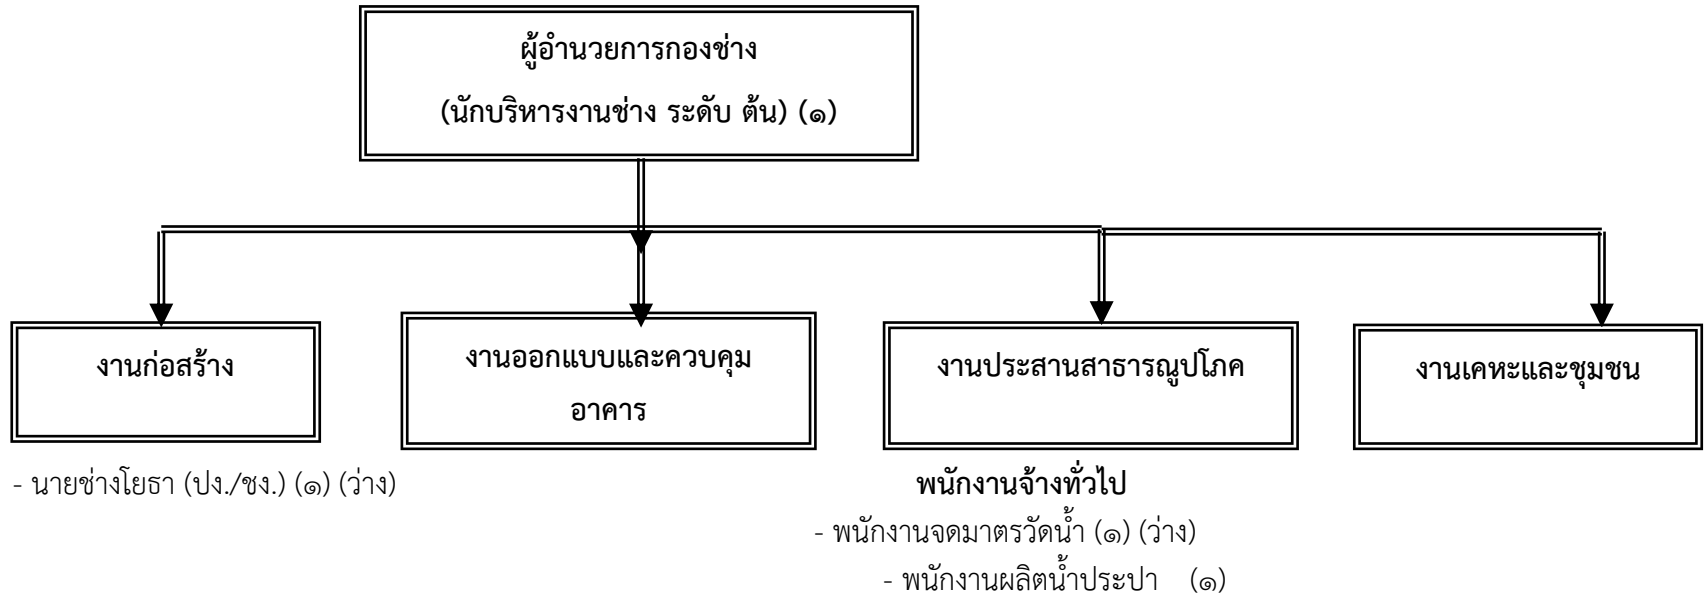 ผู้อำนวยการกองช่าง
(นักบริหารงานช่าง ระดับ ต้น) (๑)
งานก่อสร้าง
งานออกแบบและควบคุม
อาคาร
งานประสานสาธารณูปโภค
งานเคหะและชุมชน
- นายช่างโยธา (ปง./ชง.) (๑) (ว่าง)
พนักงานจ้างทั่วไป
- พนักงานจดมาตรวัดน้ำ (๑) (ว่าง)
- พนักงานผลิตน้ำประปา (๑)